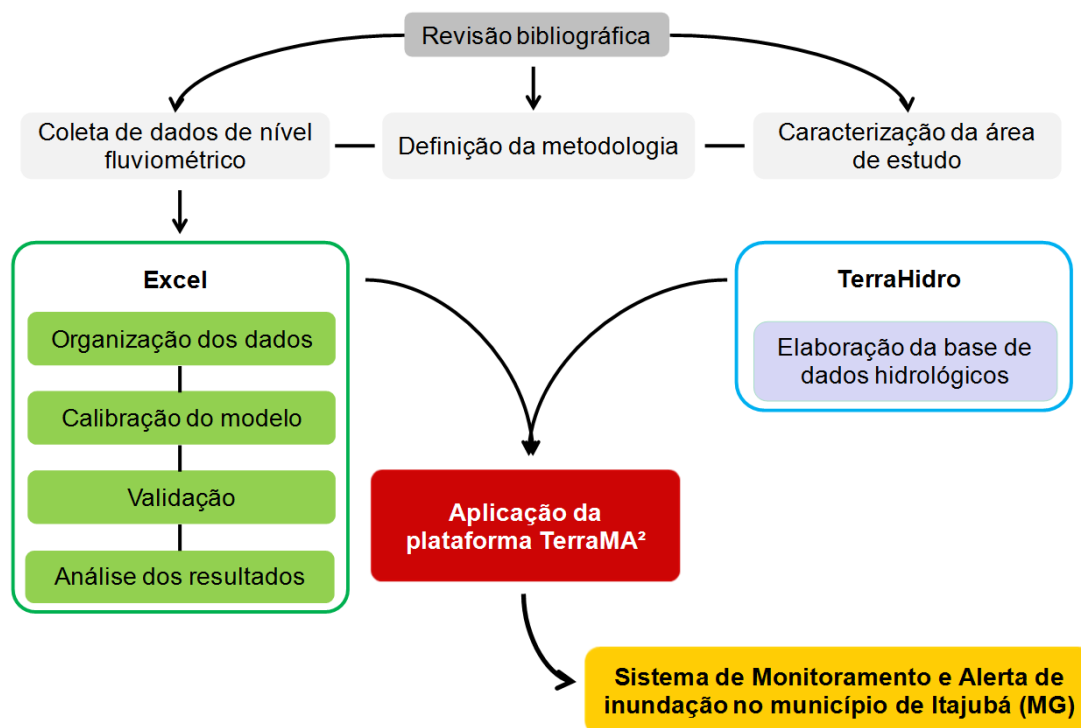 Revisão bibliográfica
Coleta de dados de nível
fluviométrico
Definição da metodologia
Caracterização da área
de estudo
Excel
Organização dos dados
Calibração do modelo
Validação
Análise dos resultados
TerraHidro
Elaboração da base de
dados hidrológicos
Aplicação da
plataforma TerraMA²
Sistema de Monitoramento e Alerta de
inundação no município de Itajubá (MG)